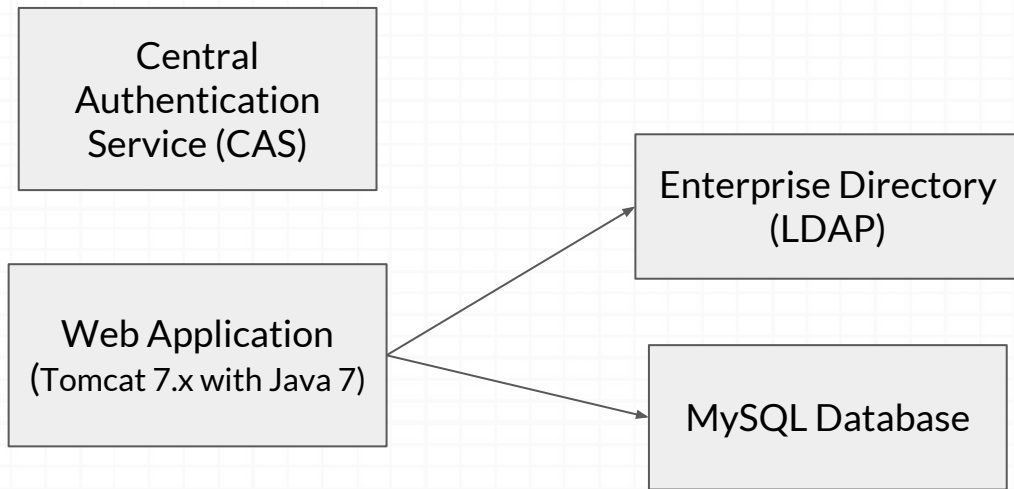 Central
Authentication
Service (CAS)
Enterprise Directory
(LDAP)
Web Application
(Tomcat 7.x with Java 7)
MySQL Database